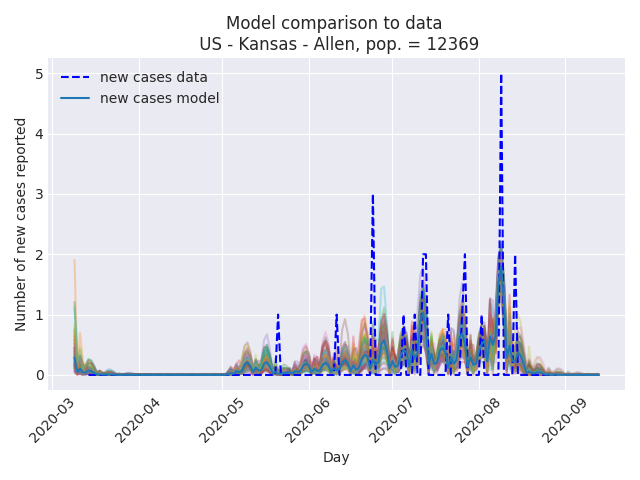 Model comparison to data
US - Kansas - Allen, pop. = 12369
new cases data
new cases model
Number of new cases reported
5
4
3
2
1
0
2020-03
2020-04
2020-05
2020-06
2020-07
2020-08
2020-09
Day